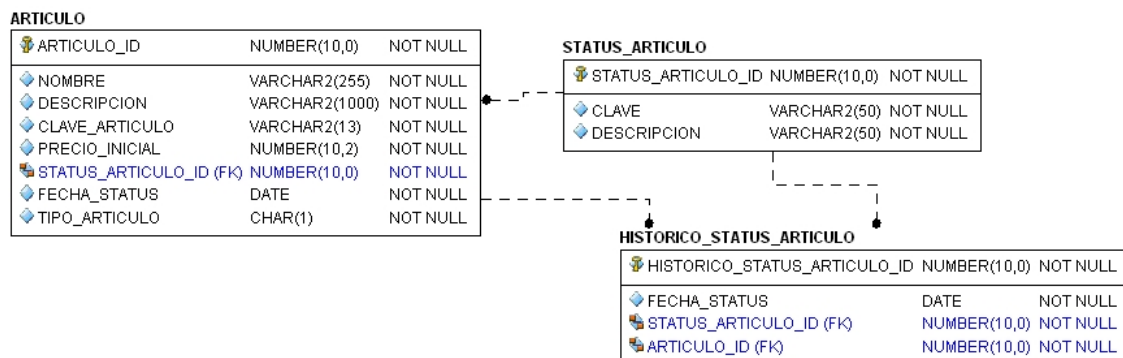 ARTICULO
ARTICULO_ID NUMBER(10,0) NOT NULL
NOMBRE VARCHAR2(255) NOT NULL
DESCRIPCION VARCHAR2(1000) NOT NULL
CLAVE_ARTICULO VARCHAR2(13) NOT NULL
PRECIO_INICIAL NUMBER(10,2) NOT NULL
STATUS_ARTICULO_ID (FK) NUMBER(10,0) NOT NULL
FECHA_STATUS DATE NOT NULL
TIPO_ARTICULO CHAR(1) NOT NULL
STATUS_ARTICULO
STATUS_ARTICULO_ID NUMBER(10,0) NOT NULL
CLAVE VARCHAR2(50) NOT NULL
DESCRIPCION VARCHAR2(50) NOT NULL
HISTORICO_STATUS_ARTICULO
HISTORICO_STATUS_ARTICULO_ID NUMBER(10,0) NOT NULL
FECHA_STATUS DATE NOT NULL
STATUS_ARTICULO_ID (FK) NUMBER(10,0) NOT NULL
ARTICULO_ID (FK) NUMBER(10,0) NOT NULL